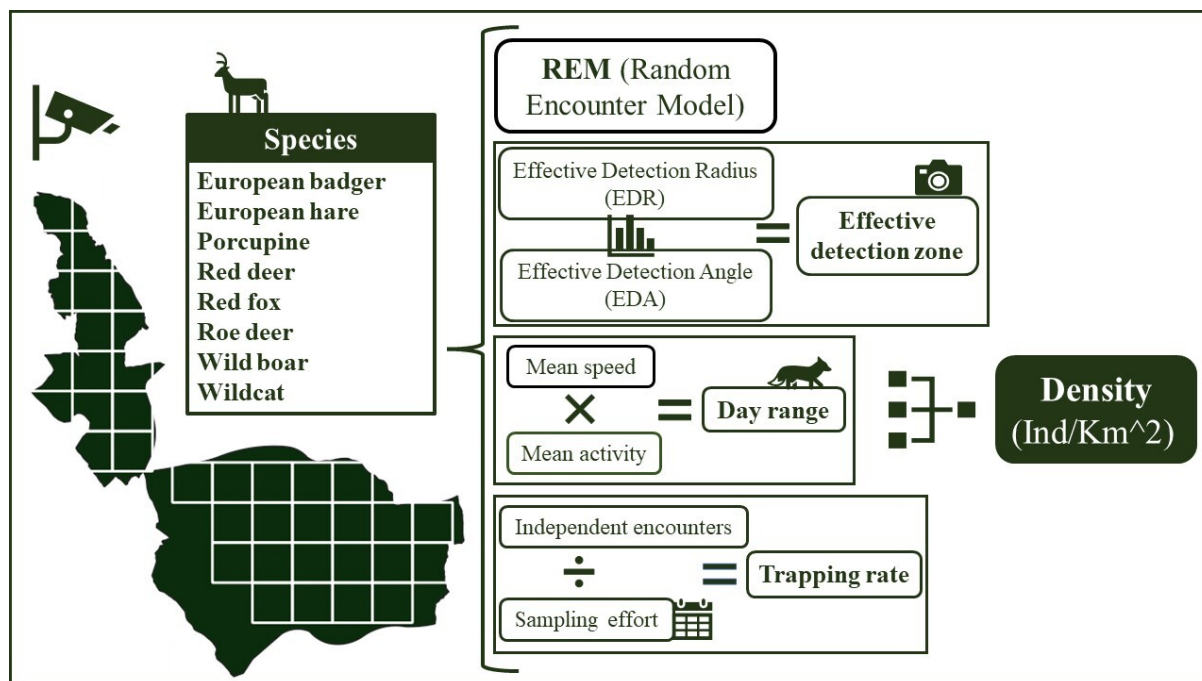 Species
European badger
European hare
Porcupine
Red deer
Red fox
Roe deer
Wild boar
Wildcat
REM (Random
Encounter Model)
Effective Detection Radius
(EDR)
Effective Detection Angle
(EDA)
=
Effective
detection zone
Mean speed
×
Mean activity
=
Day range
Independent encounters
÷
Sampling effort
=
Trapping rate
Density
(Ind/Km^2)